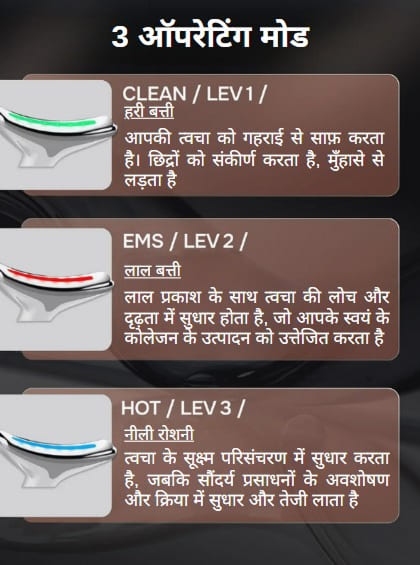 3 ऑपरेटिंग मोड
CLEAN / LEV 1 /
हरी बत्ती
आपकी त्वचा को गहराई से साफ़ करता
है। छिद्रों को संकीर्ण करता है, मुँहासे से
लड़ता है
EMS / LEV 2 /
लाल बत्ती
लाल प्रकाश के साथ त्वचा की लोच और
दृढ़ता में सुधार होता है, जो आपके स्वयं के
कोलेजन के उत्पादन को उत्तेजित करता है
HOT / LEV 3 /
नीली रोशनी
त्वचा के सूक्ष्म परिसंचरण में सुधार करता
है, जबकि सौंदर्य प्रसाधनों के अवशोषण
और क्रिया में सुधार और तेजी लाता है